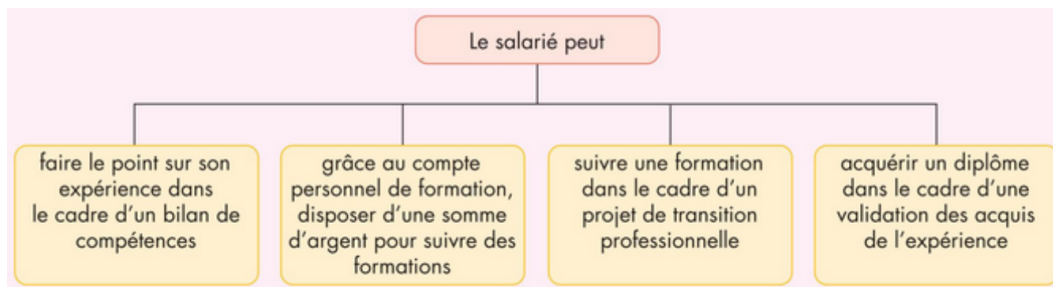 Le salarié peut
faire le point sur son
expérience dans
le cadre d’un bilan de
compétences
grâce au compte
personnel de formation,
disposer d’une somme
d’argent pour suivre des
formations
suivre une formation
dans le cadre d’un
projet de transition
professionnelle
acquérir un diplôme
dans le cadre d’une
validation des acquis
de l’expérience